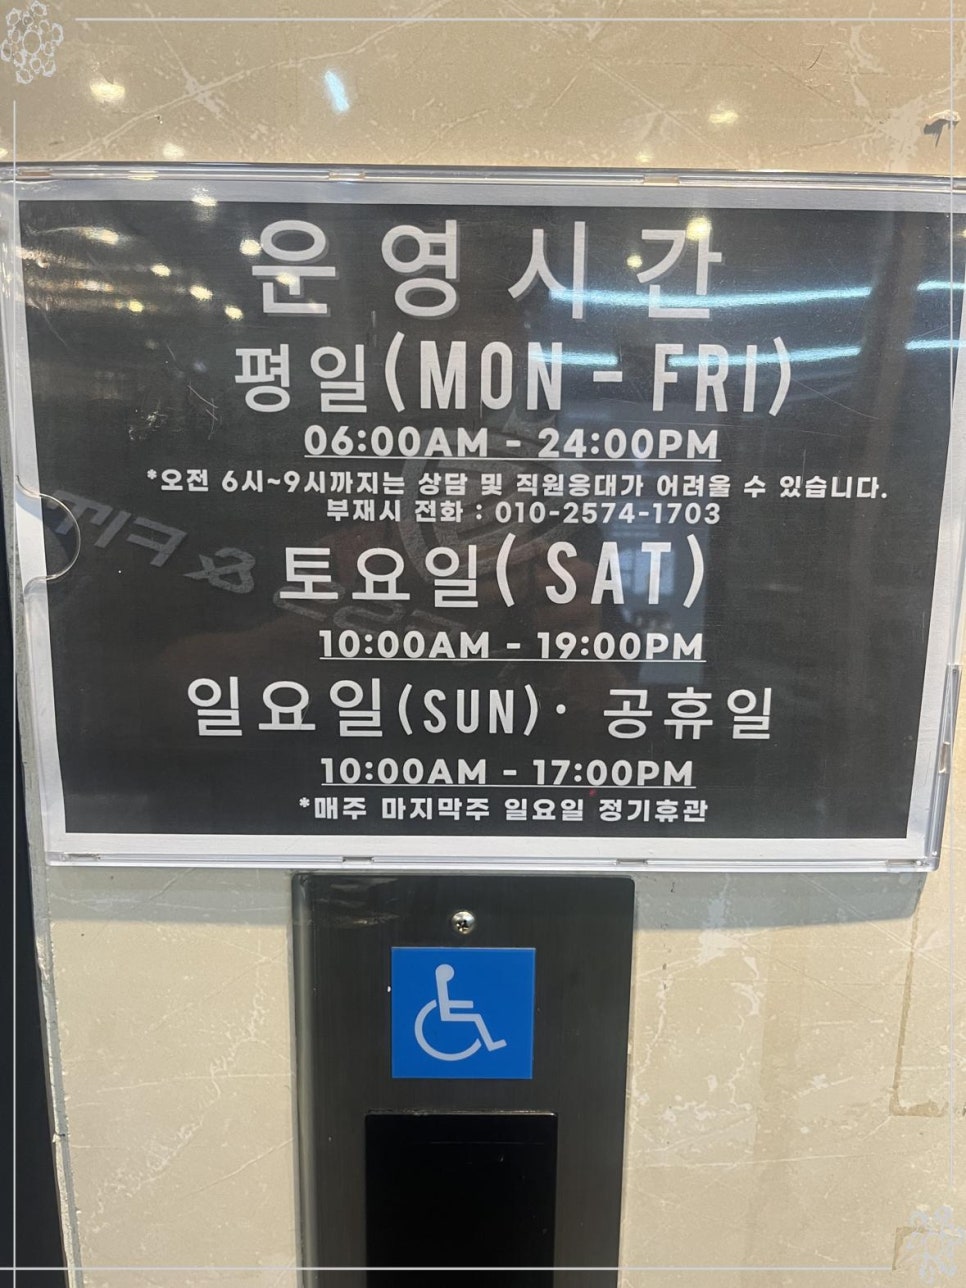 운영시간
평일(MON - FRI)
06:00AM - 24:00PM
*오전 6시~9시까지는 상담 및 직원응대가 어려울 수 있습니다.
부재시 전화 : 010-2574-1703
토요일(SAT)
10:00AM - 19:00PM
일요일(SUN)· 공휴일
10:00AM - 17:00PM
*매주 마지막주 일요일 정기휴관